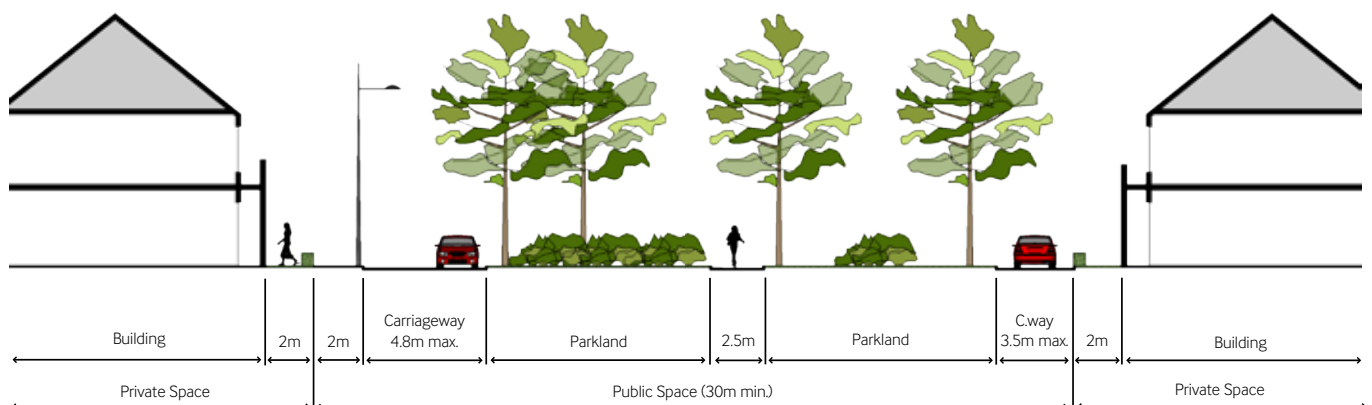 Building
2m
2m
Carriageway
4.8m max.
Parkland
2.5m
Parkland
C.way
3.5m max.
2m
Building
Private Space
Public Space (30m min.)
Private Space